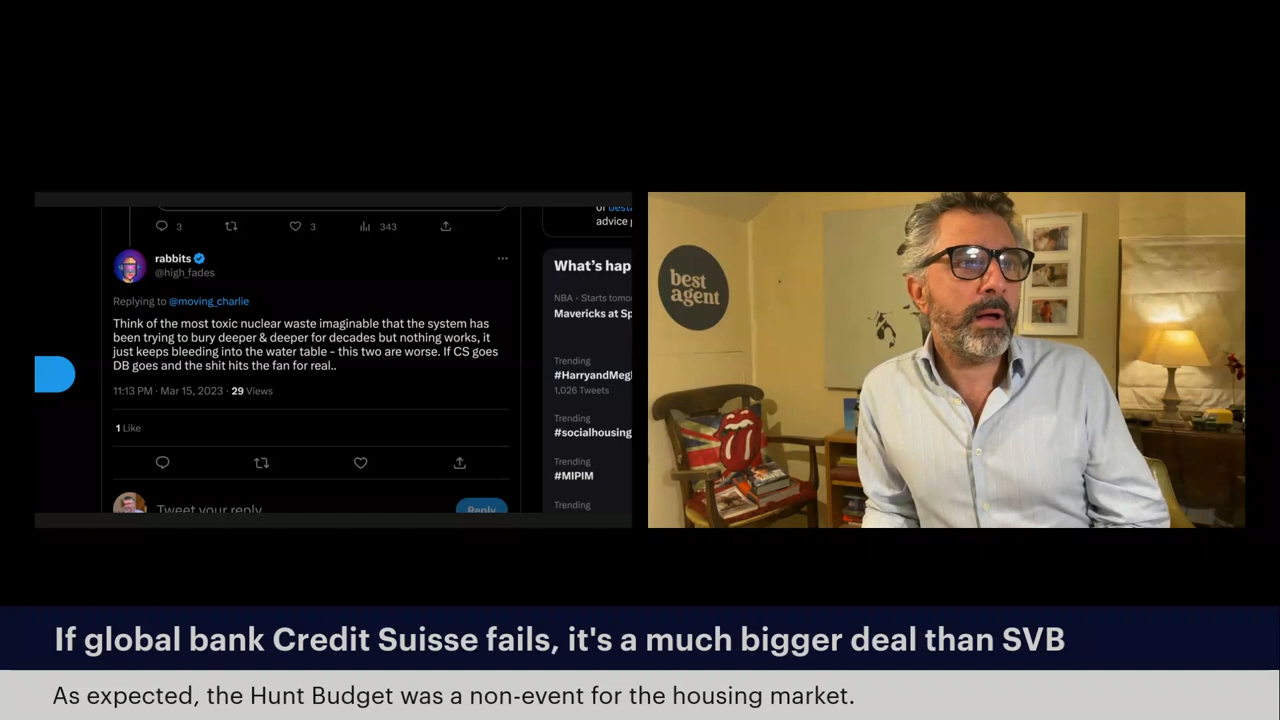 of best
advice p
3
3
343
rabbits
@high_fades
Replying to @moving_charlie
Think of the most toxic nuclear waste imaginable that the system has
been trying to bury deeper & deeper for decades but nothing works, it
just keeps bleeding into the water table - this two are worse. If CS goes
DB goes and the shit hits the fan for real..
11:13 PM · Mar 15, 2023 · 29 Views
1 Like
Tweet your reply
Reply
What's hap
NBA · Starts tomor
Mavericks at Sp
Trending
#HarryandMegl
1,026 Tweets
Trending
#socialhousing
Trending
#MIPIM
Trending
best
agent
If global bank Credit Suisse fails, it's a much bigger deal than SVB
As expected, the Hunt Budget was a non-event for the housing market.